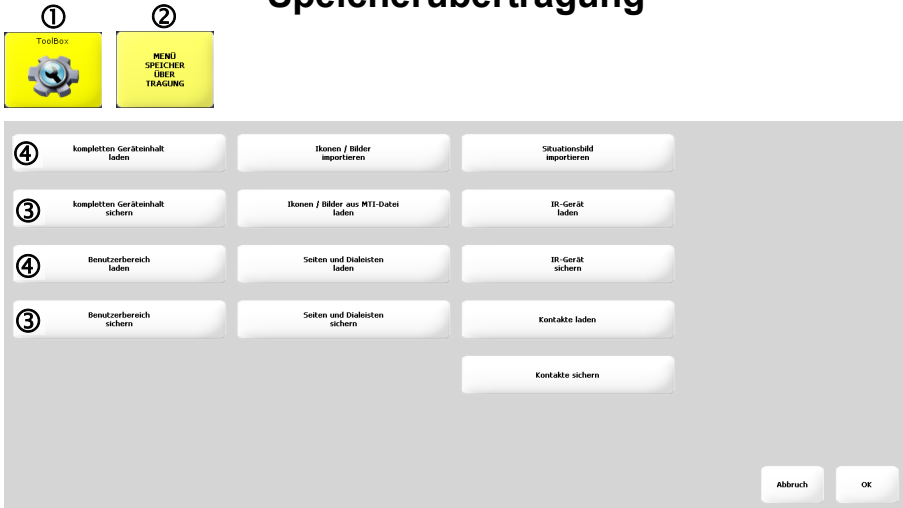 Speicherübertragung
① ②
ToolBox
MENÜ
SPEICHER
ÜBER
TRAGUNG
④ kompletten Geräteinhalt
laden
Ikonen / Bilder
importieren
Situationsbild
importieren
③ kompletten Geräteinhalt
sichern
Ikonen / Bilder aus MTI-Datei
laden
IR-Gerät
laden
④ Benutzerbereich
laden
Seiten und Dialeisten
laden
IR-Gerät
sichern
③ Benutzerbereich
sichern
Seiten und Dialeisten
sichern
Kontakte laden
Kontakte sichern
Abbruch
OK